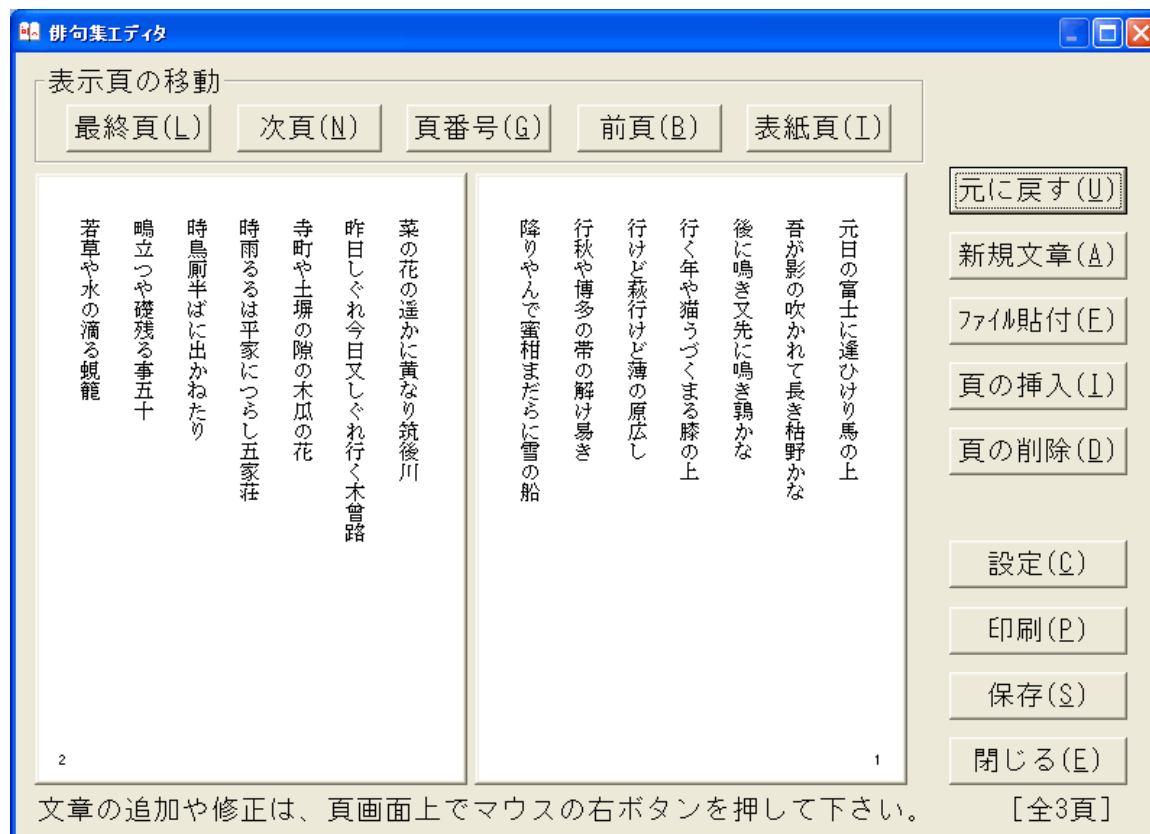 俳句集エディタ
表示頁の移動
最終頁(L)
次頁(N)
頁番号(G)
前頁(B)
表紙頁(I)
元日の富士に逢ひけり馬の上
吾が影の吹かれて長き枯野かな
後に鳴き又先に鳴き鶉かな
行く年や猫うづくまる膝の上
行けど萩行けど薄の原広し
行秋や博多の帯の解け易き
降りやんで蜜柑まだらに雪の船
1
菜の花の遥かに黄なり筑後川
昨日しぐれ今日又しぐれ行く木曾路
寺町や土塀の隙の木瓜の花
時雨るるは平家につらし五家荘
時鳥厠半ばに出かねたり
鴫立つや礎残る事五十
若草や水の滴る蜆籠
2
元に戻す(U)
新規文章(A)
ファイル貼付(F)
頁の挿入(I)
頁の削除(D)
設定(C)
印刷(P)
保存(S)
閉じる(E)
文章の追加や修正は、頁画面上でマウスの右ボタンを押して下さい。
[全3頁]